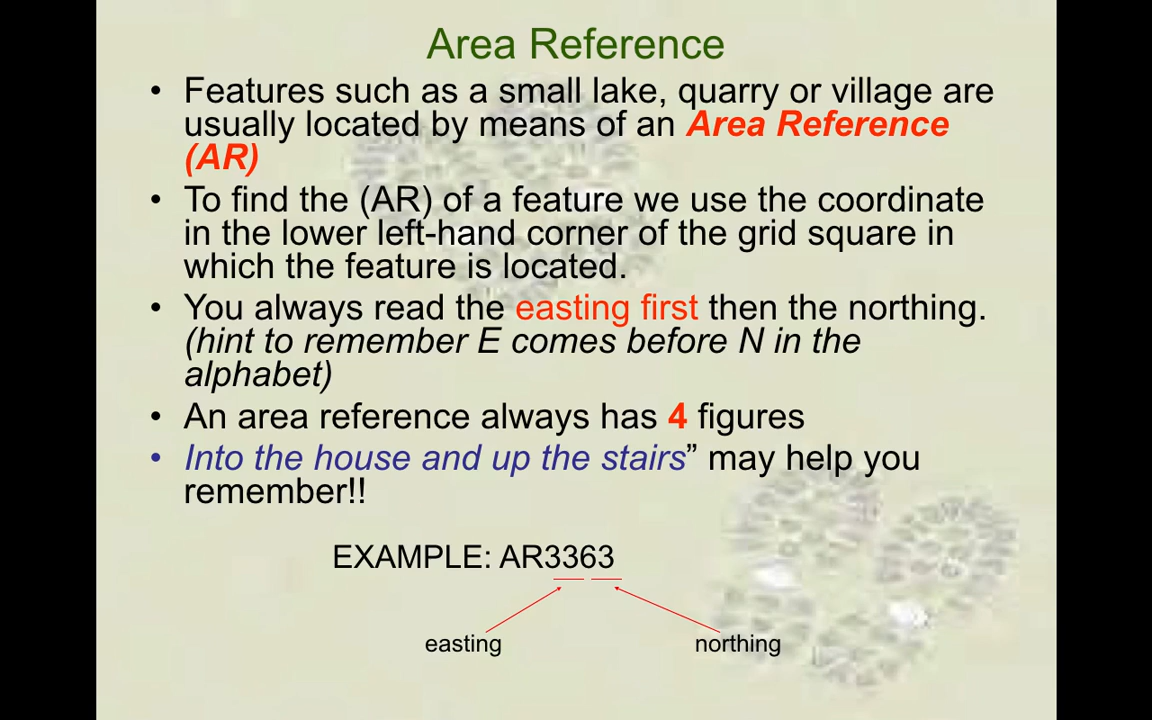 Area Reference
• Features such as a small lake, quarry or village are
usually located by means of an Area Reference
(AR)
• To find the (AR) of a feature we use the coordinate
in the lower left-hand corner of the grid square in
which the feature is located.
• You always read the easting first then the northing.
(hint to remember E comes before N in the
alphabet)
• An area reference always has 4 figures
• Into the house and up the stairs” may help you
remember!!
EXAMPLE: AR3363
easting northing